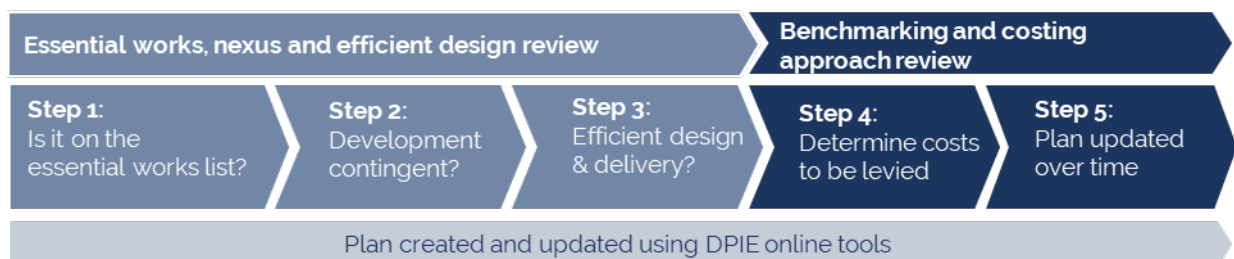 Essential works, nexus and efficient design review
Benchmarking and costing
approach review
Step 1:
Is it on the
essential works list?
Step 2:
Development
contingent?
Step 3:
Efficient design
& delivery?
Step 4:
Determine costs
to be levied
Step 5:
Plan updated
over time
Plan created and updated using DPIE online tools